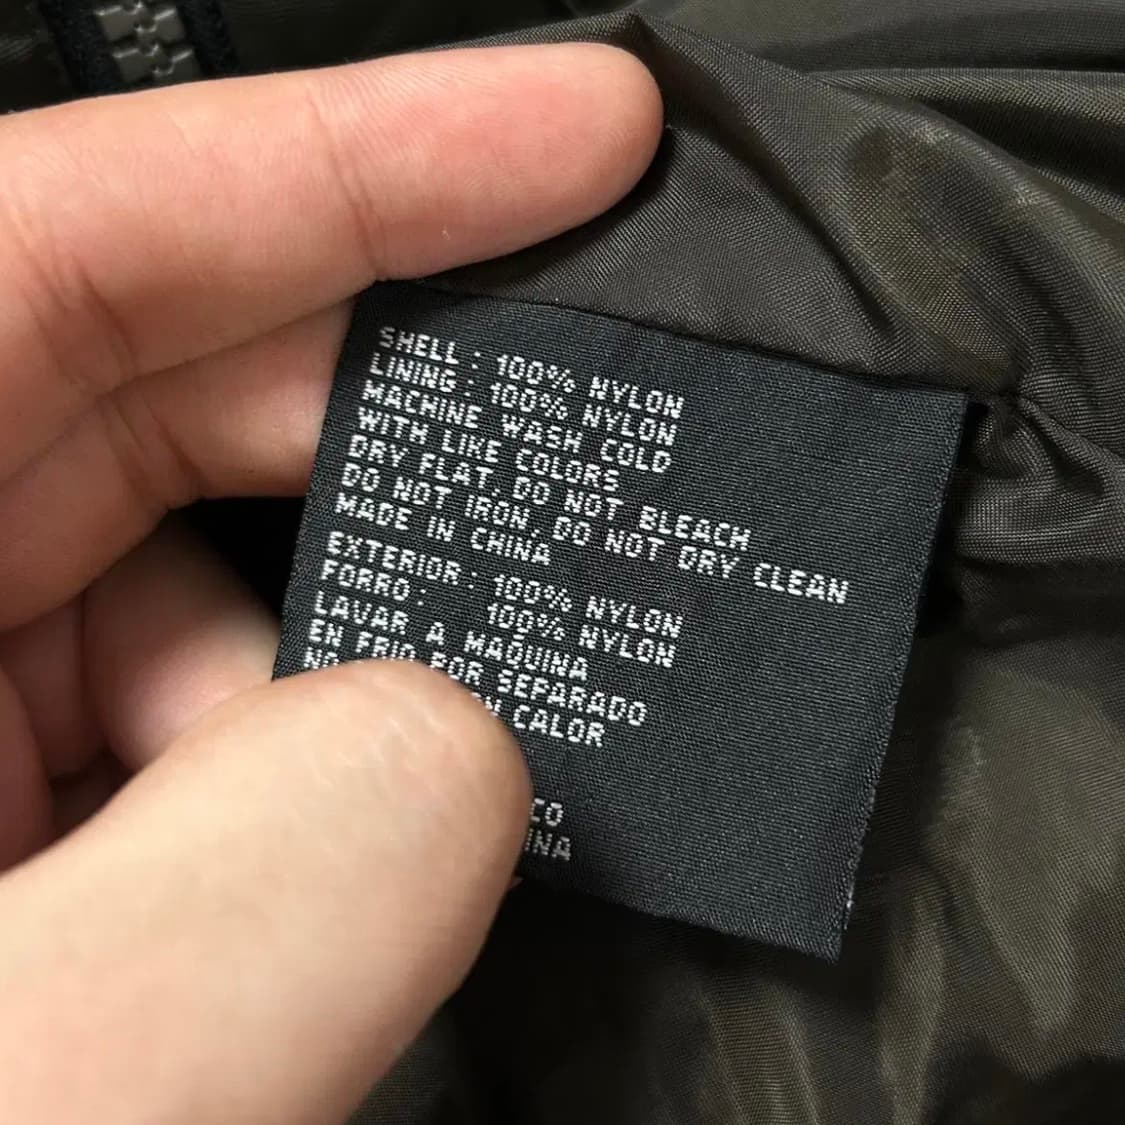 SHELL : 100% NYLON
LINING : 100% NYLON
MACHINE WASH COLD
WITH LIKE COLORS
DRY FLAT. DO NOT BLEACH
DO NOT IRON, DO NOT DRY CLEAN
MADE IN CHINA
EXTERIOR : 100% NYLON
FORRO : 100% NYLON
LAVAR A MAQUINA
EN FRIO POR SEPARADO
NO
CALOR